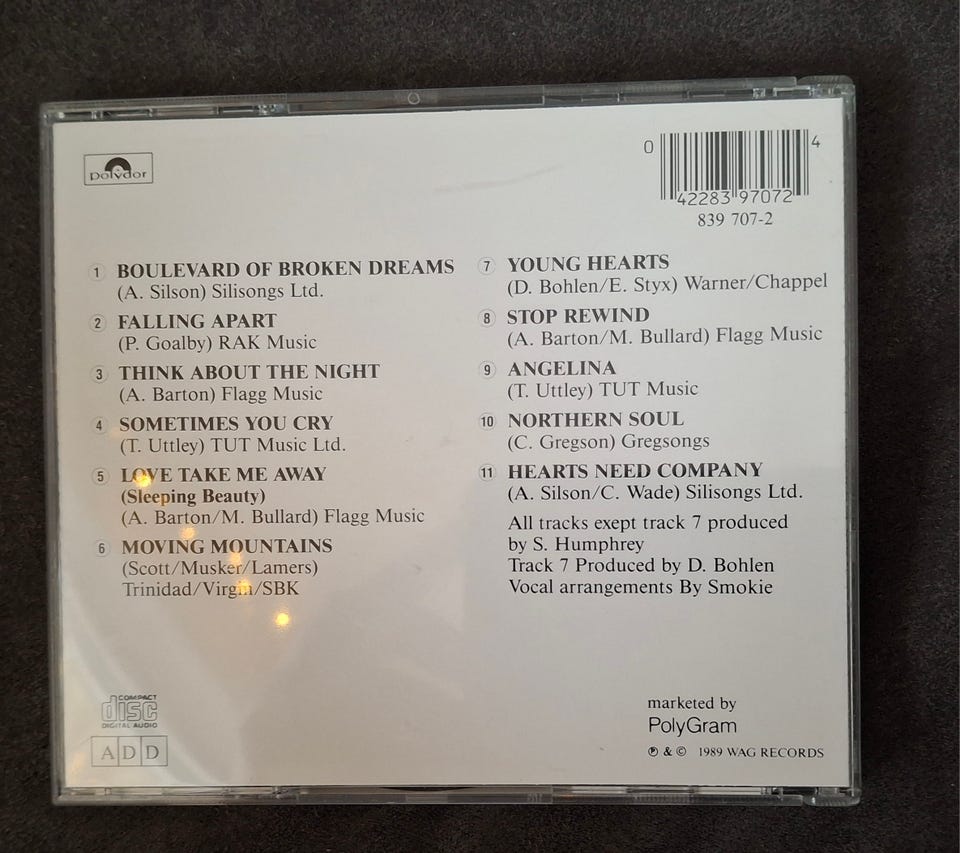 polydor
0 42283 97072 4
839 707-2
1 BOULEVARD OF BROKEN DREAMS
(A. Silson) Silisongs Ltd.
2 FALLING APART
(P. Goalby) RAK Music
3 THINK ABOUT THE NIGHT
(A. Barton) Flagg Music
4 SOMETIMES YOU CRY
(T. Uttley) TUT Music Ltd.
5 LOVE TAKE ME AWAY
(Sleeping Beauty)
(A. Barton/M. Bullard) Flagg Music
6 MOVING MOUNTAINS
(Scott/Musker/Lamers)
Trinidad/Virgin/SBK
7 YOUNG HEARTS
(D. Bohlen/E. Styx) Warner/Chappel
8 STOP REWIND
(A. Barton/M. Bullard) Flagg Music
9 ANGELINA
(T. Uttley) TUT Music
10 NORTHERN SOUL
(C. Gregson) Gregsongs
11 HEARTS NEED COMPANY
(A. Silson/C. Wade) Silisongs Ltd.
All tracks exept track 7 produced
by S. Humphrey
Track 7 Produced by D. Bohlen
Vocal arrangements By Smokie
COMPACT
disc
DIGITAL AUDIO
A D D
marketed by
PolyGram
℗ & © 1989 WAG RECORDS